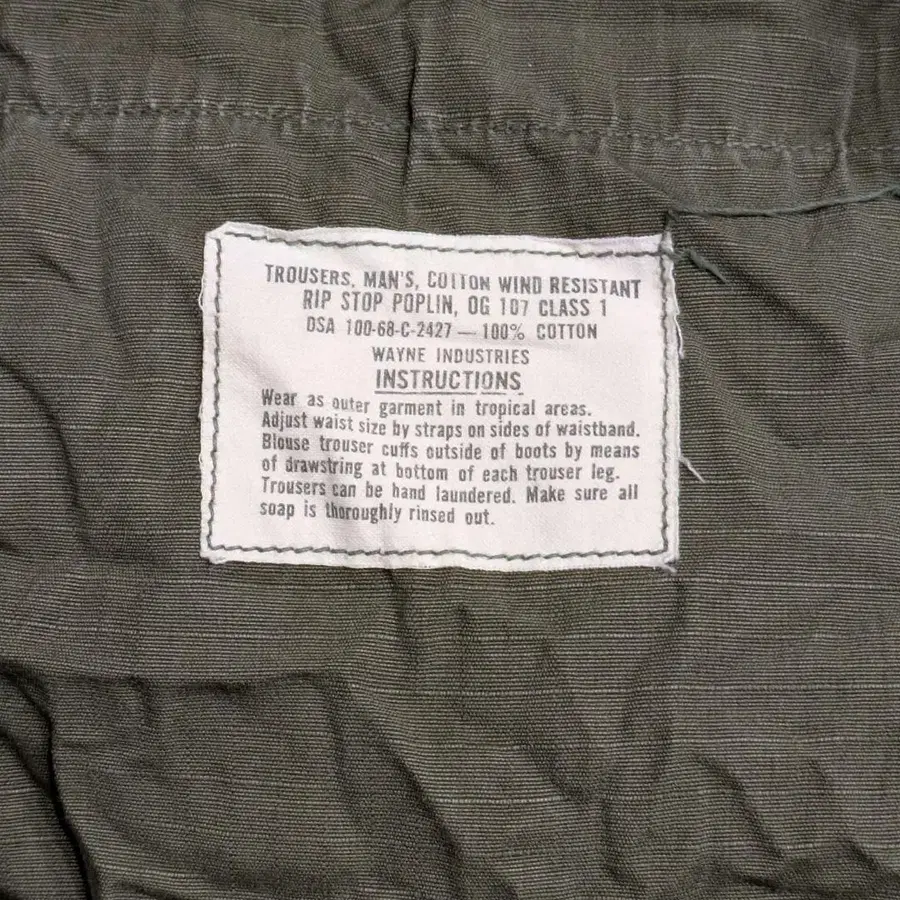 TROUSERS, MAN'S, COTTON WIND RESISTANT
RIP STOP POPLIN, OG 107 CLASS 1
DSA 100-68-C-2427 — 100% COTTON
WAYNE INDUSTRIES
INSTRUCTIONS
Wear as outer garment in tropical areas.
Adjust waist size by straps on sides of waistband.
Blouse trouser cuffs outside of boots by means
of drawstring at bottom of each trouser leg.
Trousers can be hand laundered. Make sure all
soap is thoroughly rinsed out.